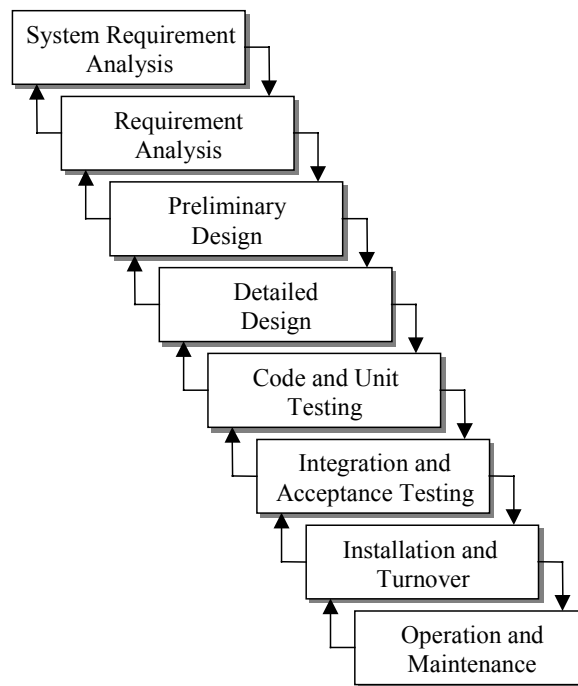 System Requirement
Analysis
Requirement
Analysis
Preliminary
Design
Detailed
Design
Code and Unit
Testing
Integration and
Acceptance Testing
Installation and
Turnover
Operation and
Maintenance